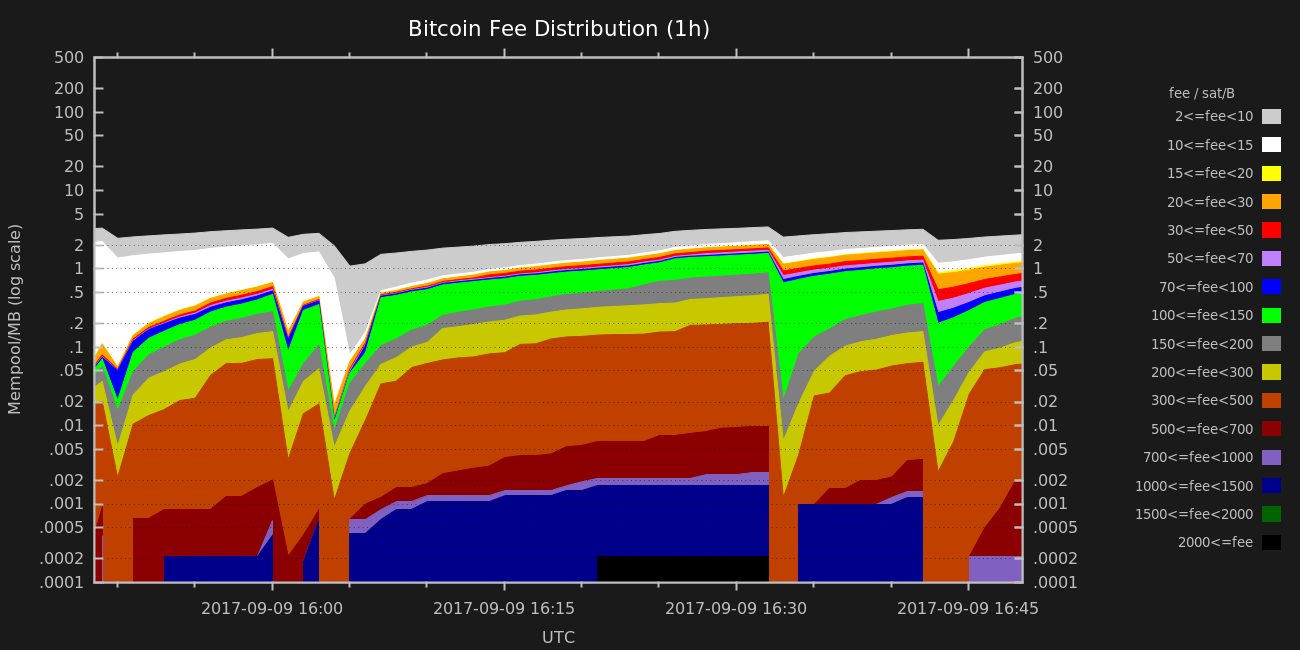 Bitcoin Fee Distribution (1h)
500
200
100
50
20
10
5
2
1
.5
.2
.1
.05
.02
.01
.005
.002
.001
.0005
.0002
.0001
Mempool/MB (log scale)
500
200
100
50
20
10
5
2
1
.5
.2
.1
.05
.02
.01
.005
.002
.001
.0005
.0002
.0001
2017-09-09 16:00 2017-09-09 16:15 2017-09-09 16:30 2017-09-09 16:45
UTC
fee / sat/B
2<=fee<10
10<=fee<15
15<=fee<20
20<=fee<30
30<=fee<50
50<=fee<70
70<=fee<100
100<=fee<150
150<=fee<200
200<=fee<300
300<=fee<500
500<=fee<700
700<=fee<1000
1000<=fee<1500
1500<=fee<2000
2000<=fee